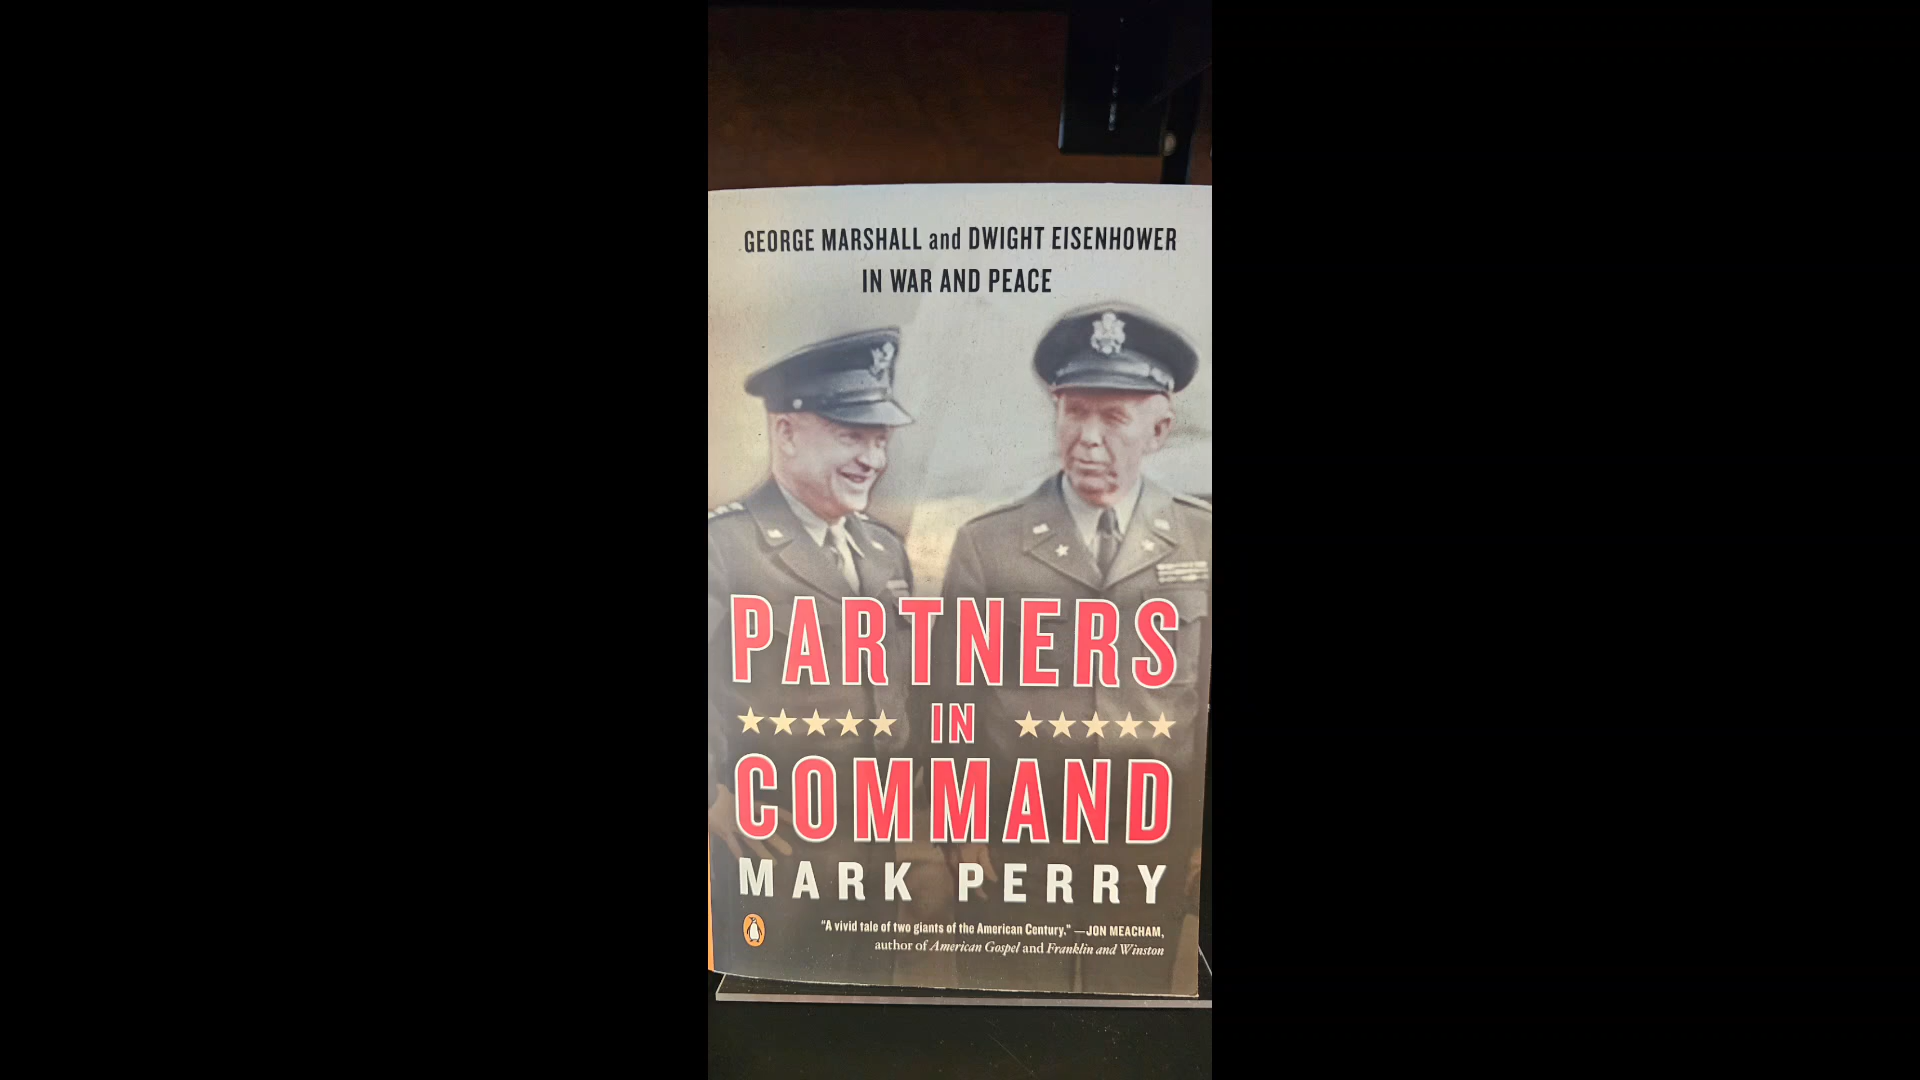 GEORGE MARSHALL and DWIGHT EISENHOWER
IN WAR AND PEACE
PARTNERS
IN
COMMAND
MARK PERRY
"A vivid tale of two giants of the American Century." —JON MEACHAM,
author of American Gospel and Franklin and Winston